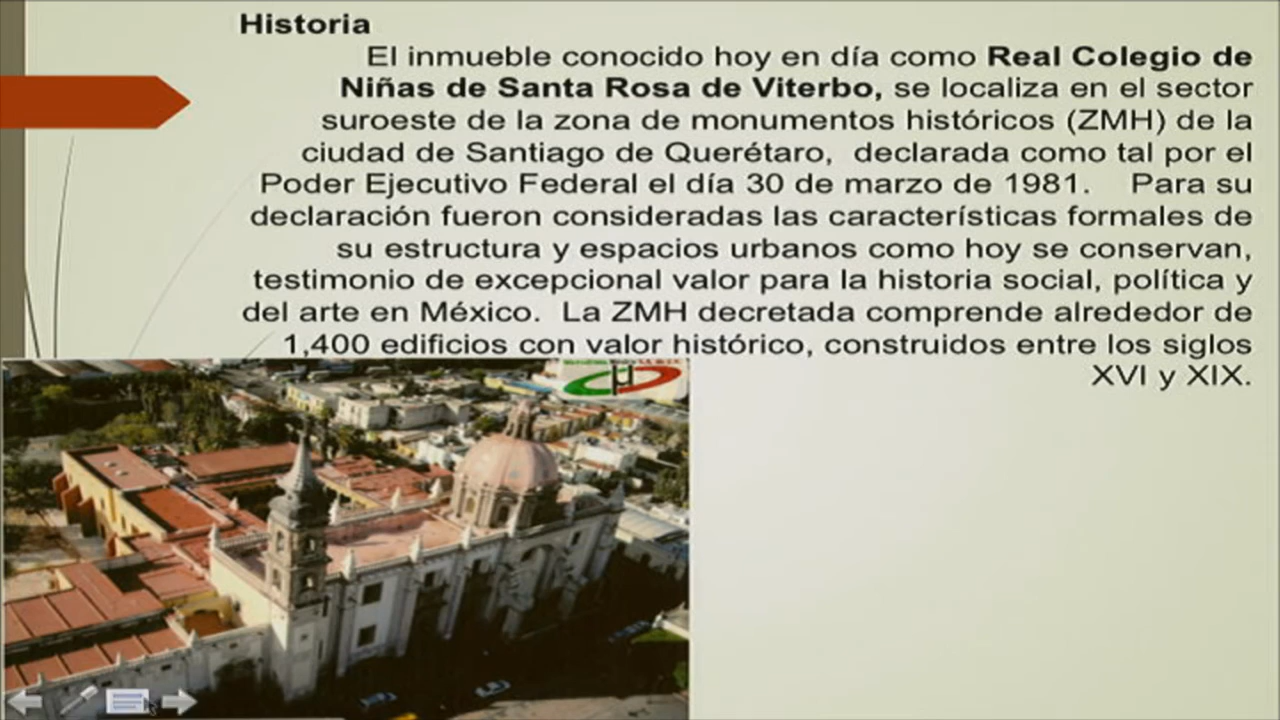 Historia
El inmueble conocido hoy en día como Real Colegio de
Niñas de Santa Rosa de Viterbo, se localiza en el sector
suroeste de la zona de monumentos históricos (ZMH) de la
ciudad de Santiago de Querétaro, declarada como tal por el
Poder Ejecutivo Federal el día 30 de marzo de 1981. Para su
declaración fueron consideradas las características formales de
su estructura y espacios urbanos como hoy se conservan,
testimonio de excepcional valor para la historia social, política y
del arte en México. La ZMH decretada comprende alrededor de
1,400 edificios con valor histórico, construidos entre los siglos
XVI y XIX.